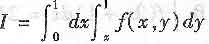 I = ∫₀¹ dx ∫ₓ¹ f(x, y) dy